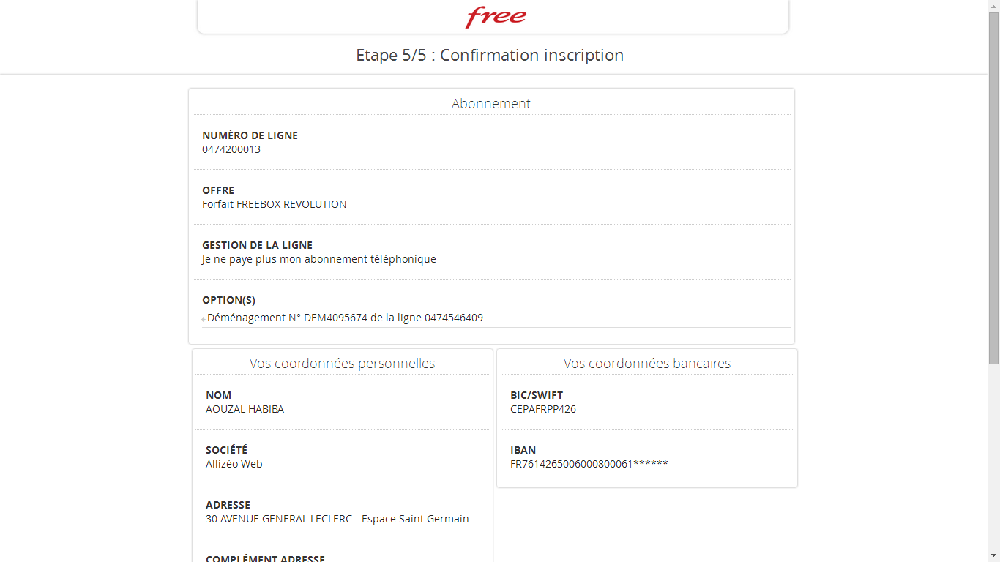 free
Etape 5/5 : Confirmation inscription
Abonnement
NUMÉRO DE LIGNE
0474200013
OFFRE
Forfait FREEBOX REVOLUTION
GESTION DE LA LIGNE
Je ne paye plus mon abonnement téléphonique
OPTION(S)
Déménagement N° DEM4095674 de la ligne 0474546409
Vos coordonnées personnelles
NOM
AOUZAL HABIBA
SOCIÉTÉ
Allizéo Web
ADRESSE
30 AVENUE GENERAL LECLERC - Espace Saint Germain
COMPLÉMENT ADRESSE
Vos coordonnées bancaires
BIC/SWIFT
CEPAFRPP426
IBAN
FR7614265006000800061******